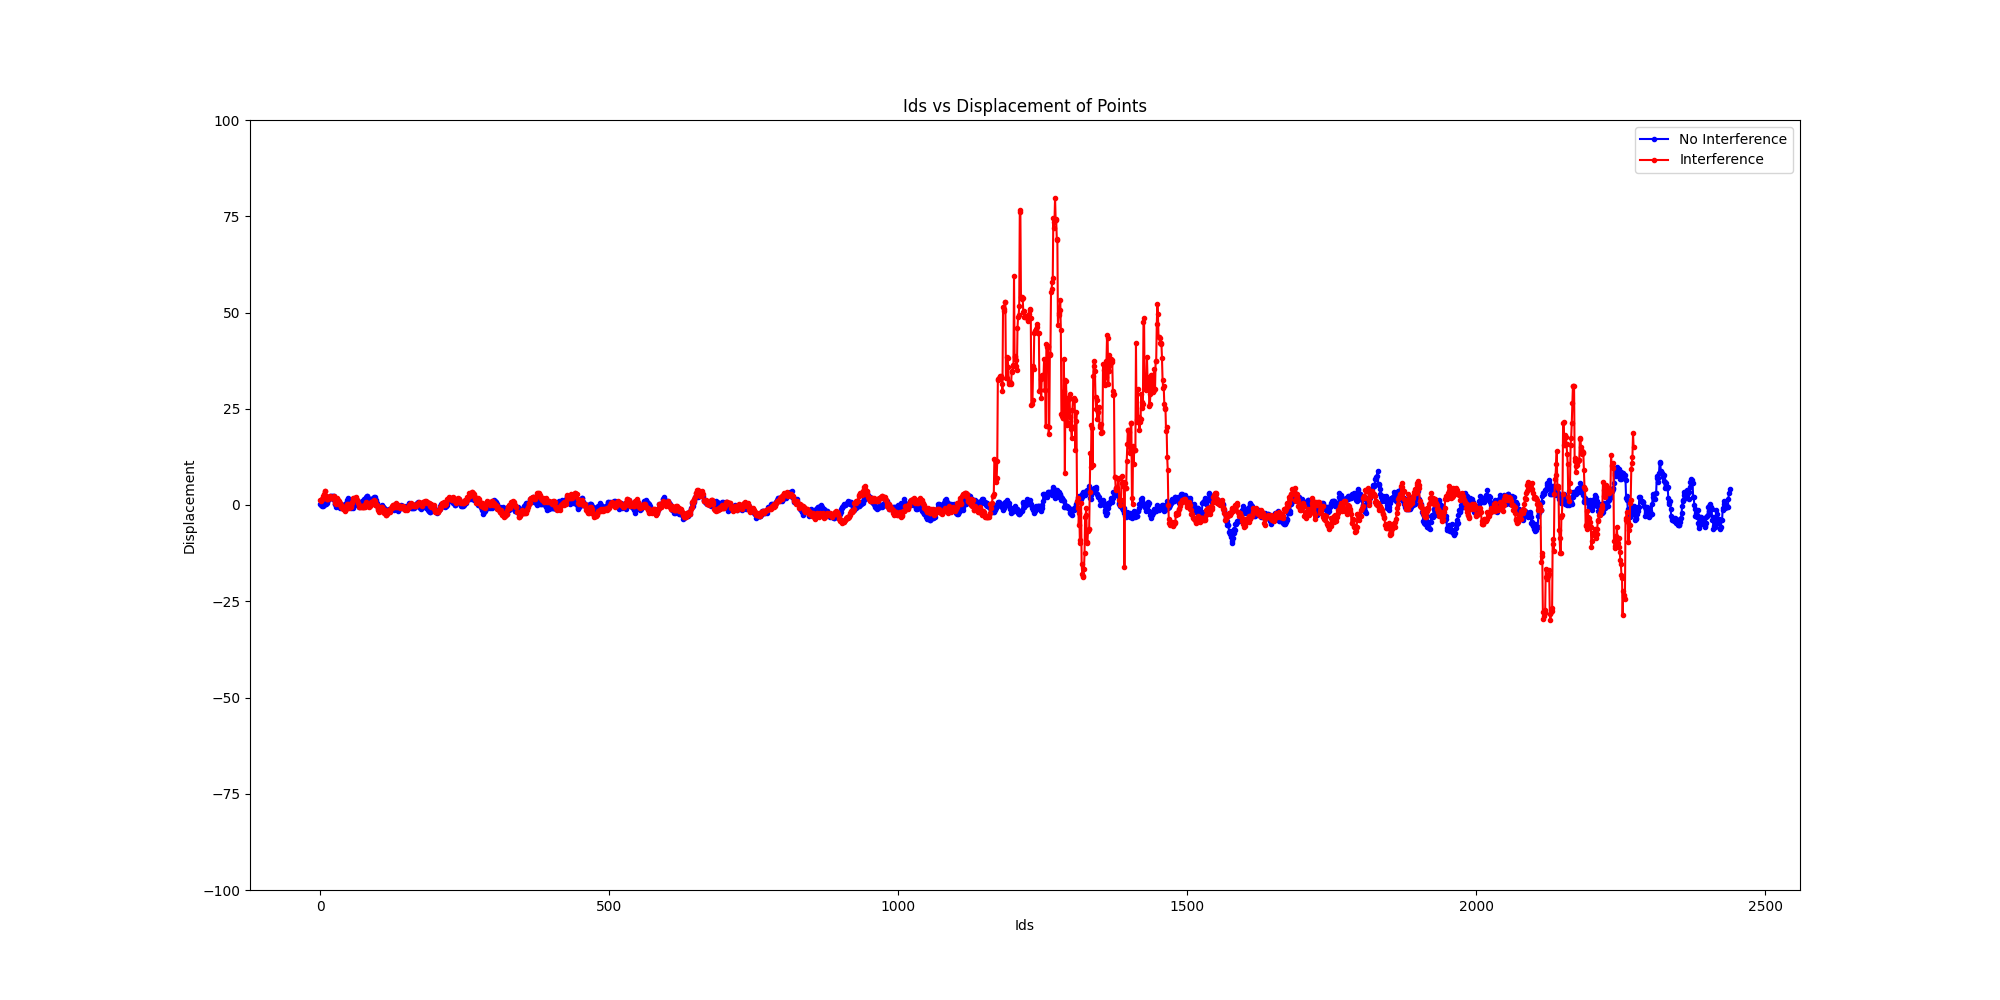 Ids vs Displacement of Points
No Interference
Interference
Displacement
100
75
50
25
0
−25
−50
−75
−100
0 500 1000 1500 2000 2500
Ids